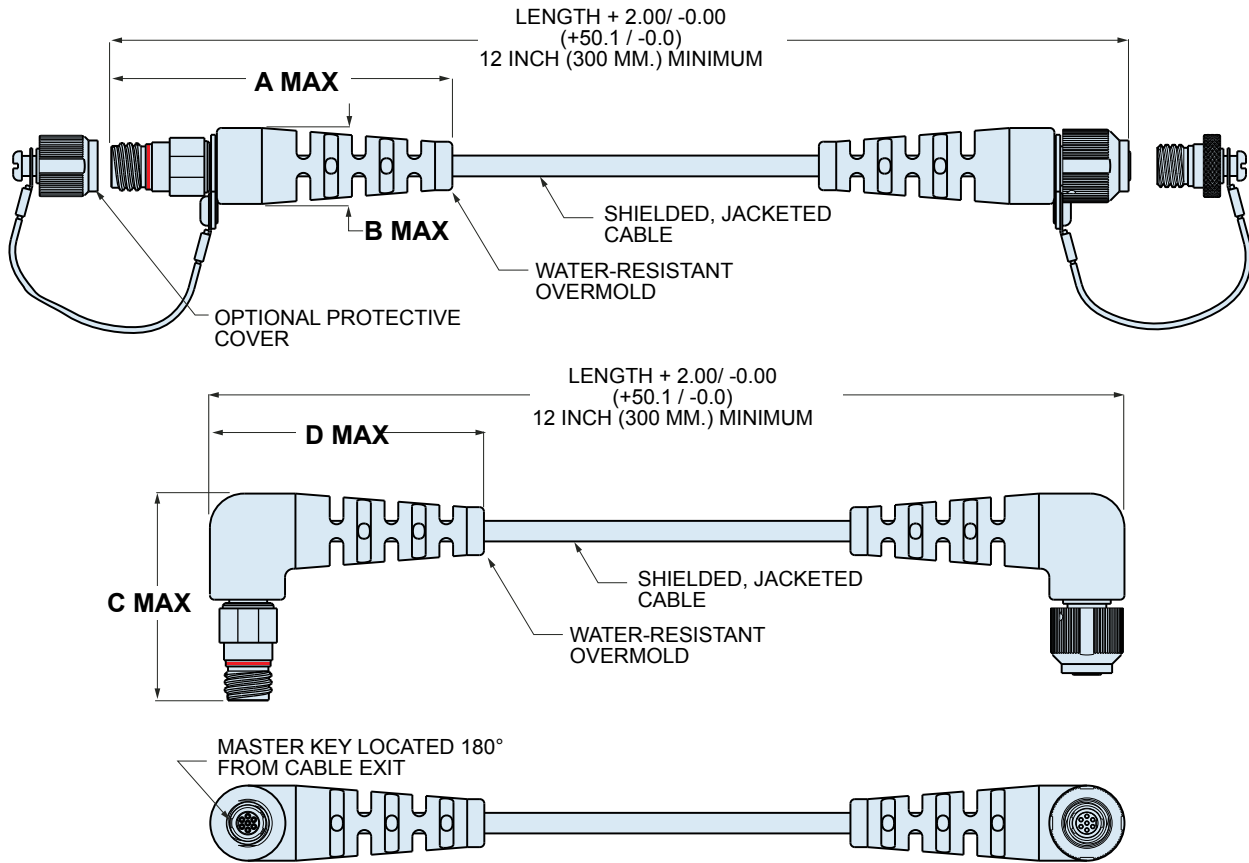 LENGTH + 2.00/ -0.00
(+50.1 / -0.0)
12 INCH (300 MM.) MINIMUM
A MAX
B MAX
SHIELDED, JACKETED
CABLE
WATER-RESISTANT
OVERMOLD
OPTIONAL PROTECTIVE
COVER
LENGTH + 2.00/ -0.00
(+50.1 / -0.0)
12 INCH (300 MM.) MINIMUM
D MAX
C MAX
SHIELDED, JACKETED
CABLE
WATER-RESISTANT
OVERMOLD
MASTER KEY LOCATED 180°
FROM CABLE EXIT